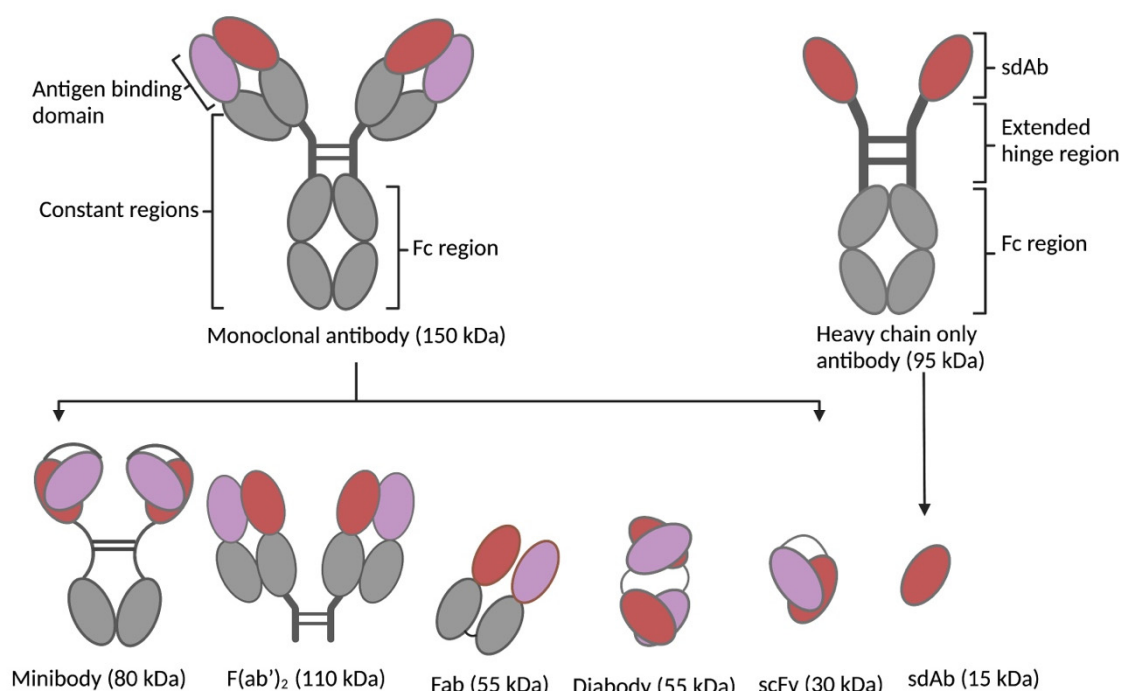 Antigen binding
domain
Constant regions
Fc region
Monoclonal antibody (150 kDa)
sdAb
Extended
hinge region
Fc region
Heavy chain only
antibody (95 kDa)
Minibody (80 kDa)
F(ab’)₂ (110 kDa)
Fab (55 kDa)
Diabody (55 kDa)
scFv (30 kDa)
sdAb (15 kDa)